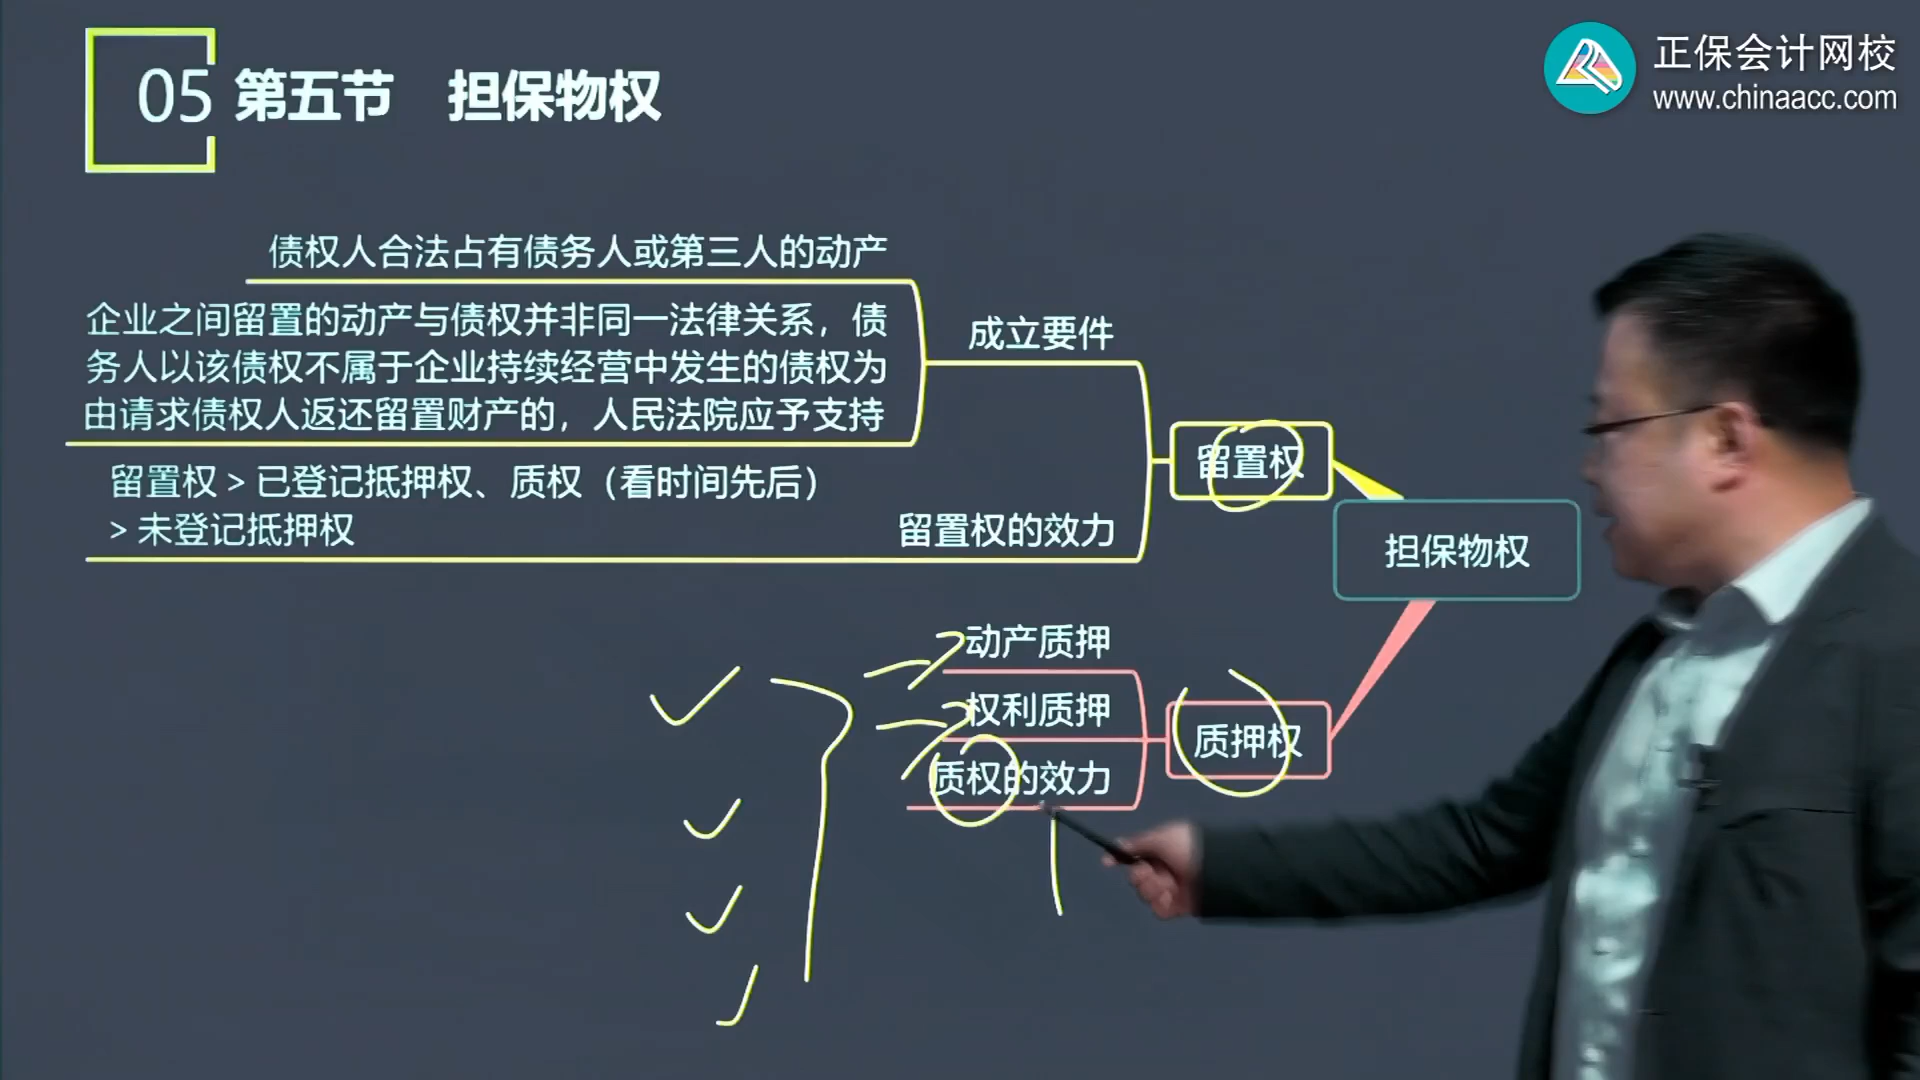 05 第五节 担保物权
正保会计网校
www.chinaacc.com
债权人合法占有债务人或第三人的动产
企业之间留置的动产与债权并非同一法律关系，债
务人以该债权不属于企业持续经营中发生的债权为
由请求债权人返还留置财产的，人民法院应予支持
成立要件
留置权 > 已登记抵押权、质权（看时间先后）
> 未登记抵押权
留置权的效力
留置权
担保物权
动产质押
权利质押
质权的效力
质押权